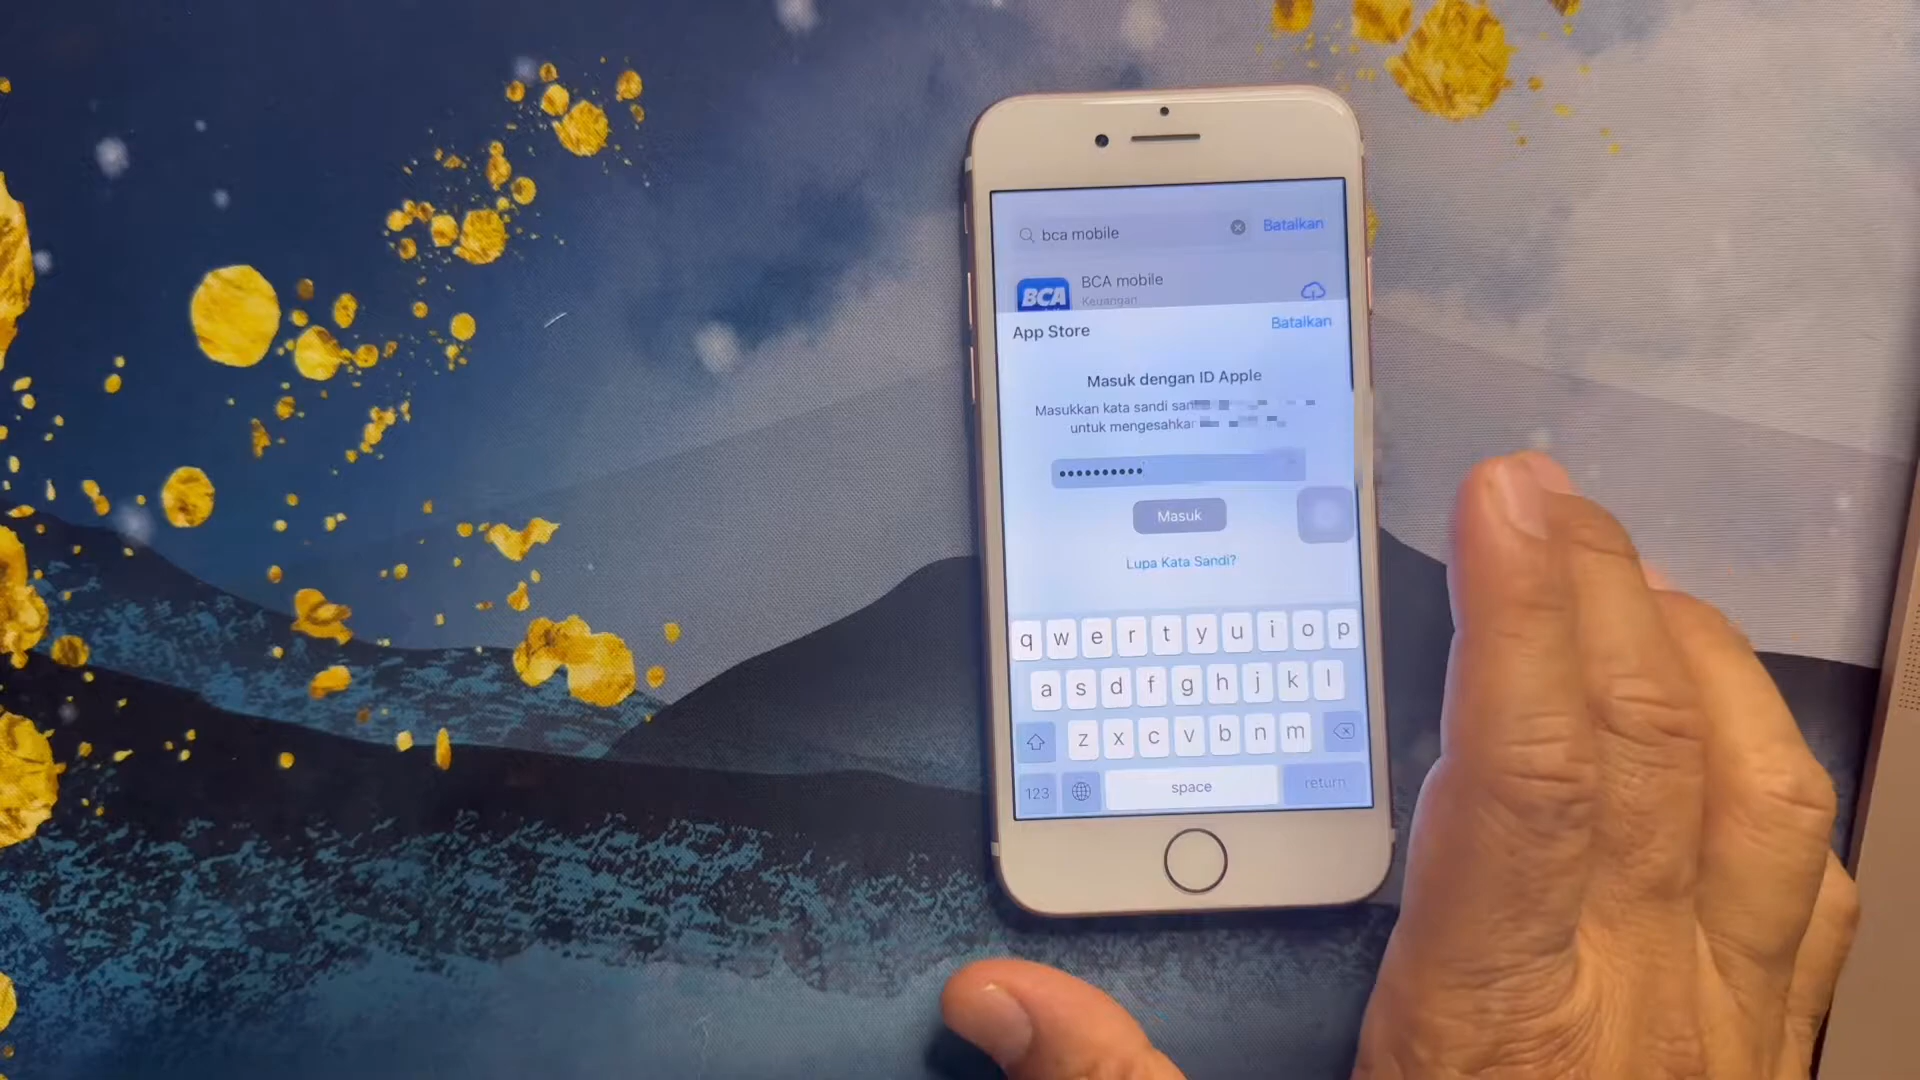 bca mobile
Batalkan
BCA
BCA mobile
Keuangan
App Store
Batalkan
Masuk dengan ID Apple
Masukkan kata sandi
untuk mengesahkan
Masuk
Lupa Kata Sandi?
q w e r t y u i o p
a s d f g h j k l
z x c v b n m
123
space
return